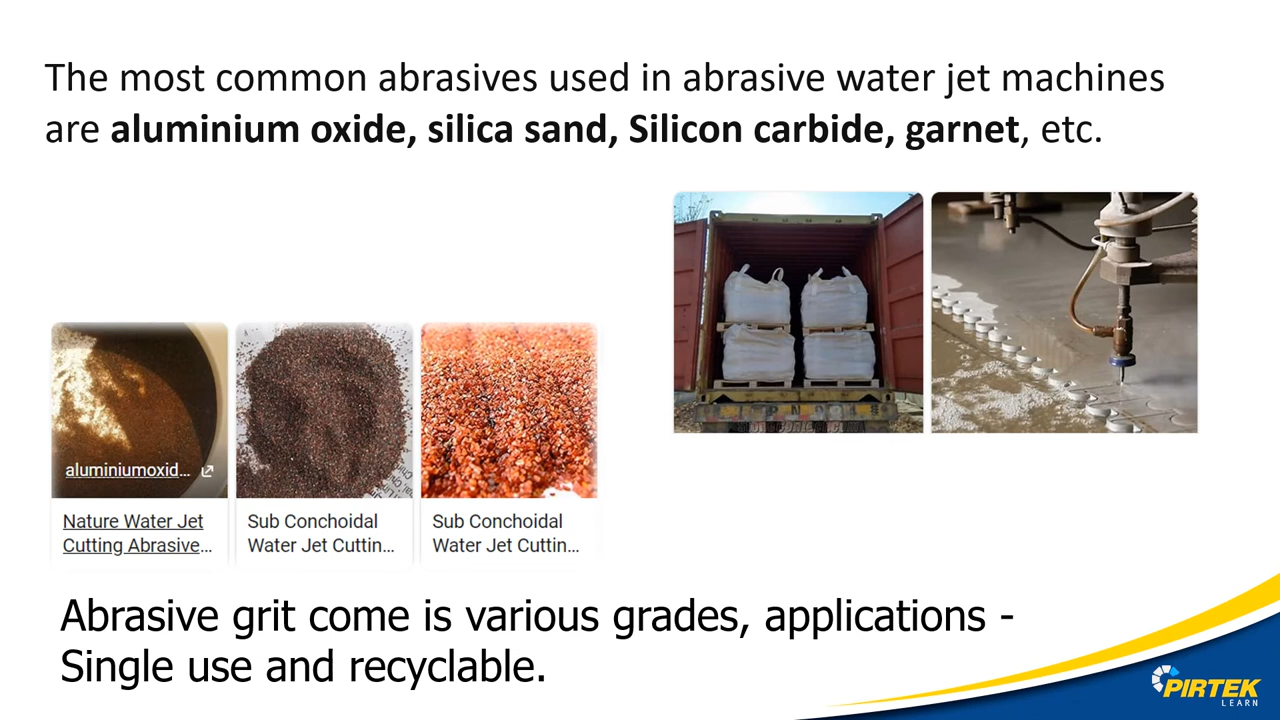 The most common abrasives used in abrasive water jet machines
are aluminium oxide, silica sand, Silicon carbide, garnet, etc.
aluminiumoxid...
Nature Water Jet
Cutting Abrasive...
Sub Conchoidal
Water Jet Cuttin...
Sub Conchoidal
Water Jet Cuttin...
Abrasive grit come is various grades, applications -
Single use and recyclable.
PIRTEK
LEARN